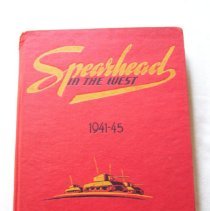 Spearhead
IN THE WEST
1941-45